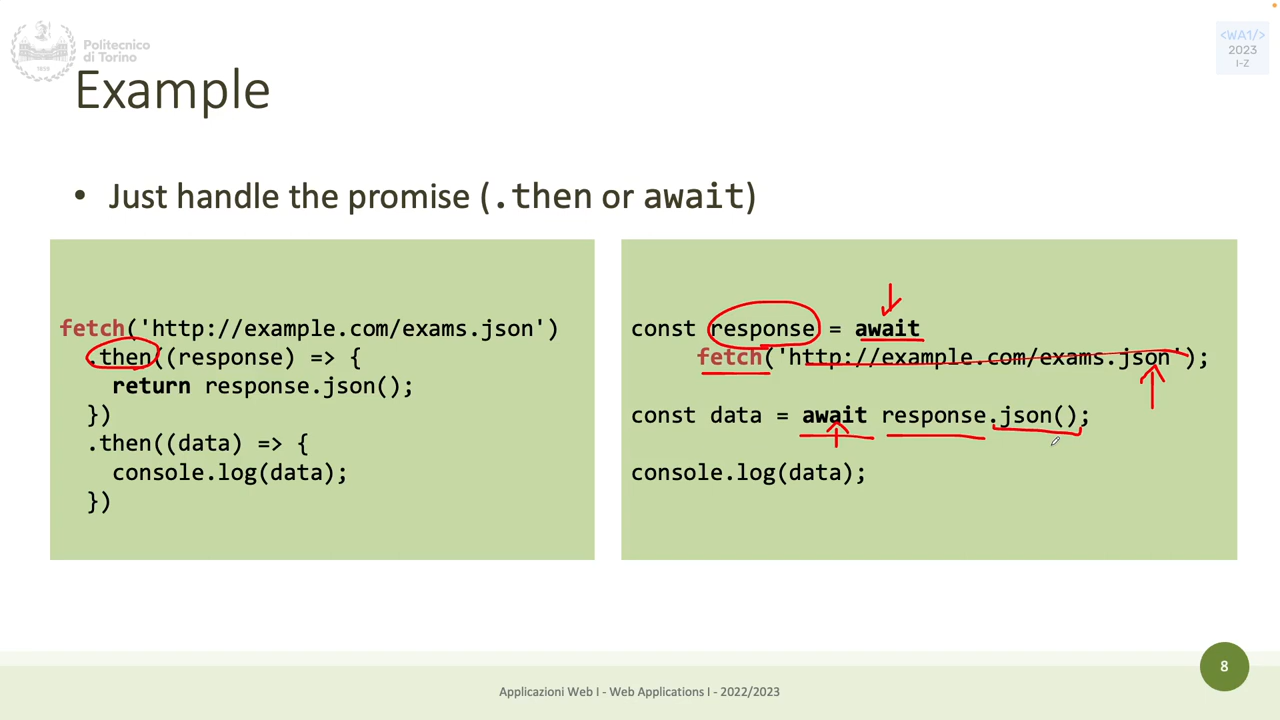 Politecnico
di Torino
1859
<WA1/>
2023
I-Z
Example
• Just handle the promise (.then or await)
fetch('http://example.com/exams.json')
.then((response) => {
return response.json();
})
.then((data) => {
console.log(data);
})
const response = await
fetch('http://example.com/exams.json');
const data = await response.json();
console.log(data);
8
Applicazioni Web I - Web Applications I - 2022/2023